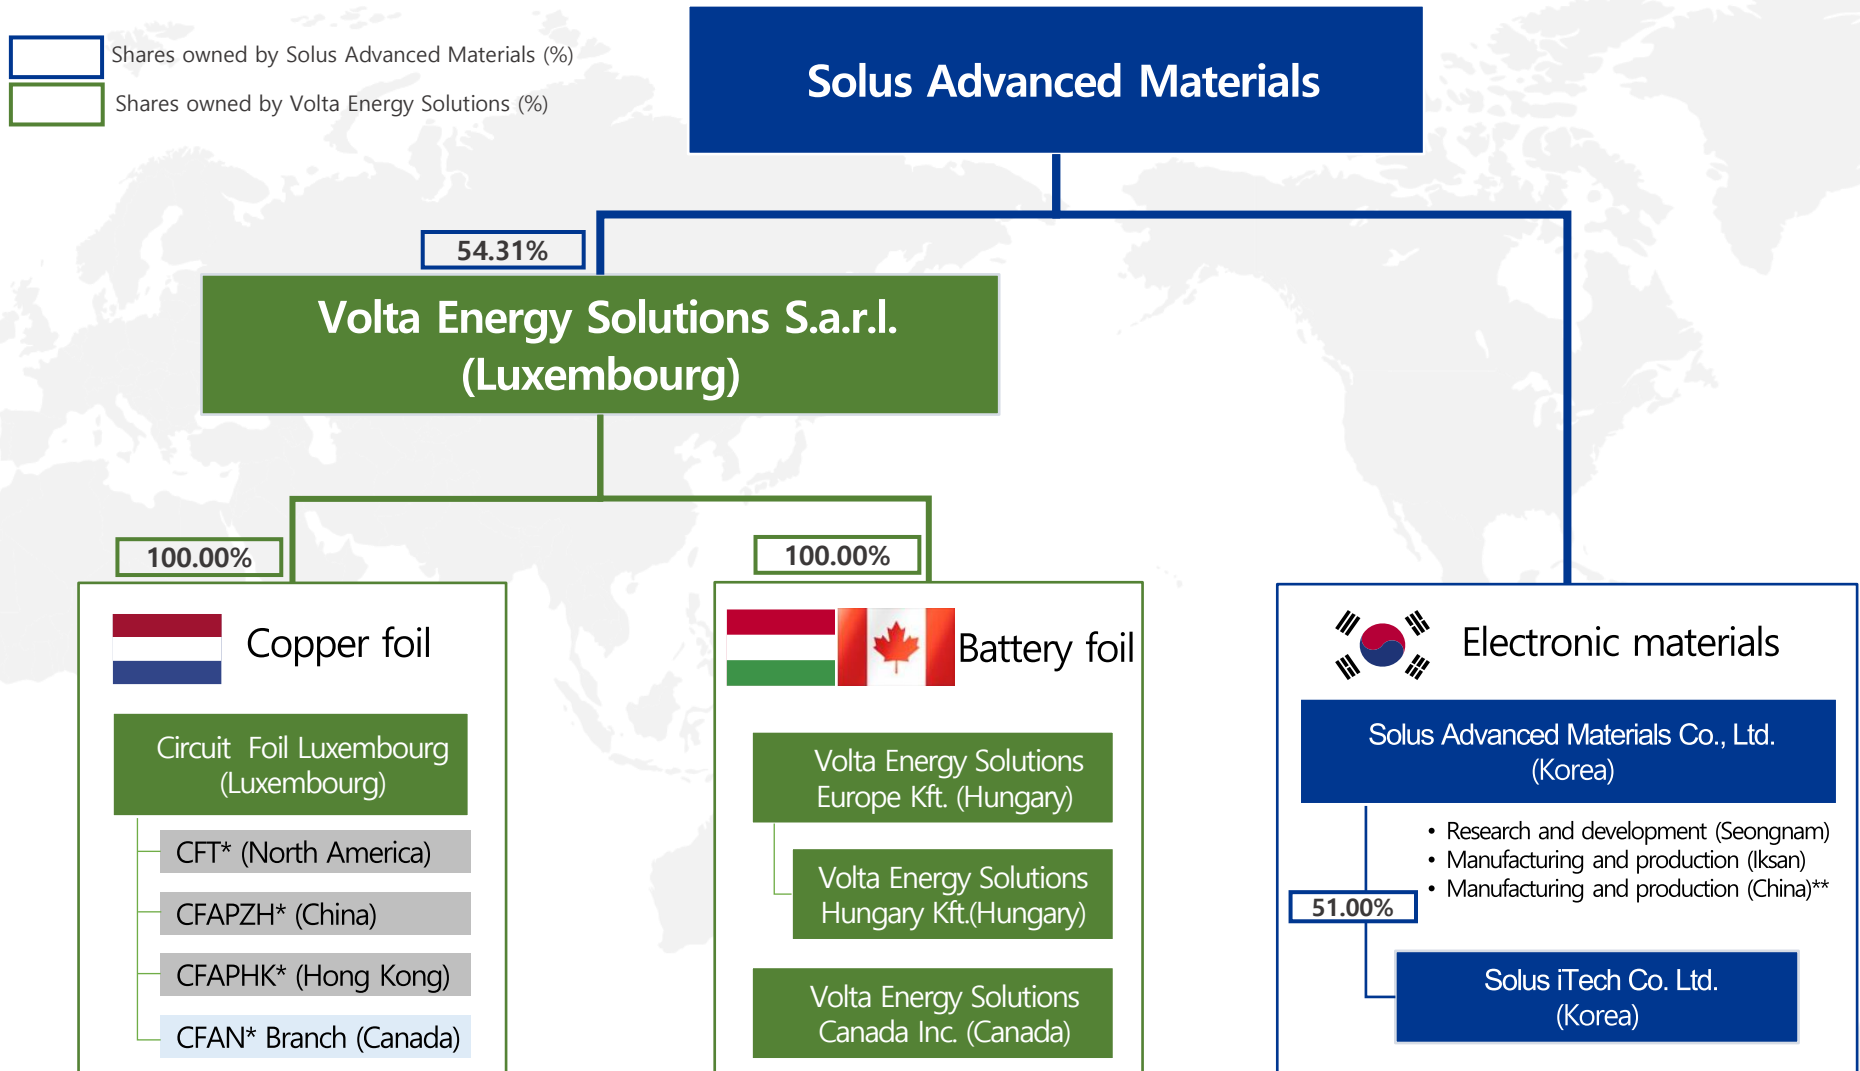 Shares owned by Solus Advanced Materials (%)
Shares owned by Volta Energy Solutions (%)
Solus Advanced Materials
54.31%
Volta Energy Solutions S.a.r.l.
(Luxembourg)
100.00%
Copper foil
Circuit Foil Luxembourg
(Luxembourg)
CFT* (North America)
CFAPZH* (China)
CFAPHK* (Hong Kong)
CFAN* Branch (Canada)
100.00%
Battery foil
Volta Energy Solutions
Europe Kft. (Hungary)
Volta Energy Solutions
Hungary Kft.(Hungary)
Volta Energy Solutions
Canada Inc. (Canada)
Electronic materials
Solus Advanced Materials Co., Ltd.
(Korea)
• Research and development (Seongnam)
• Manufacturing and production (Iksan)
• Manufacturing and production (China)**
51.00%
Solus iTech Co. Ltd.
(Korea)